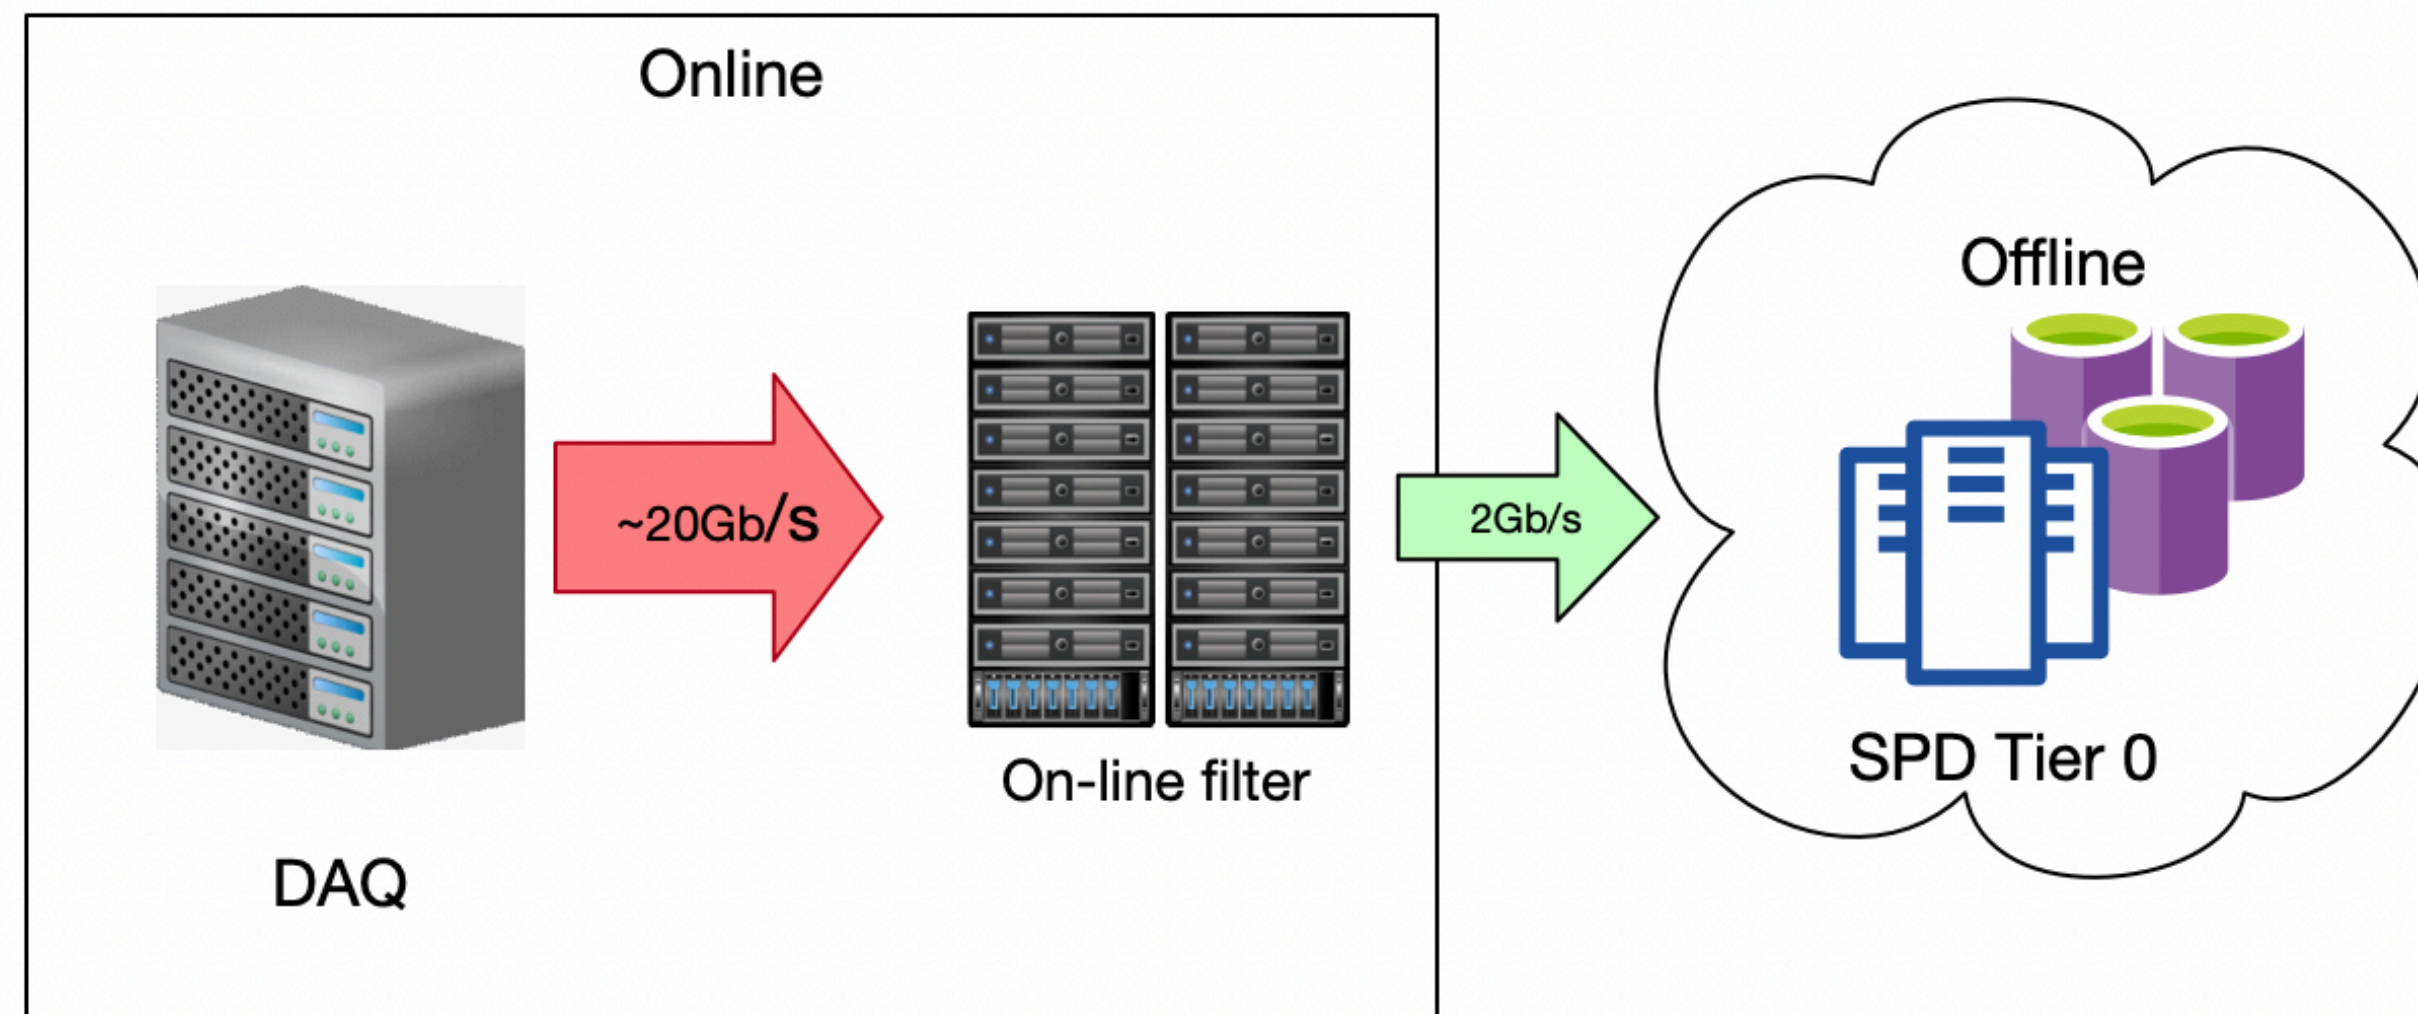 Online
Offline
~20Gb/s
2Gb/s
SPD Tier 0
On-line filter
DAQ